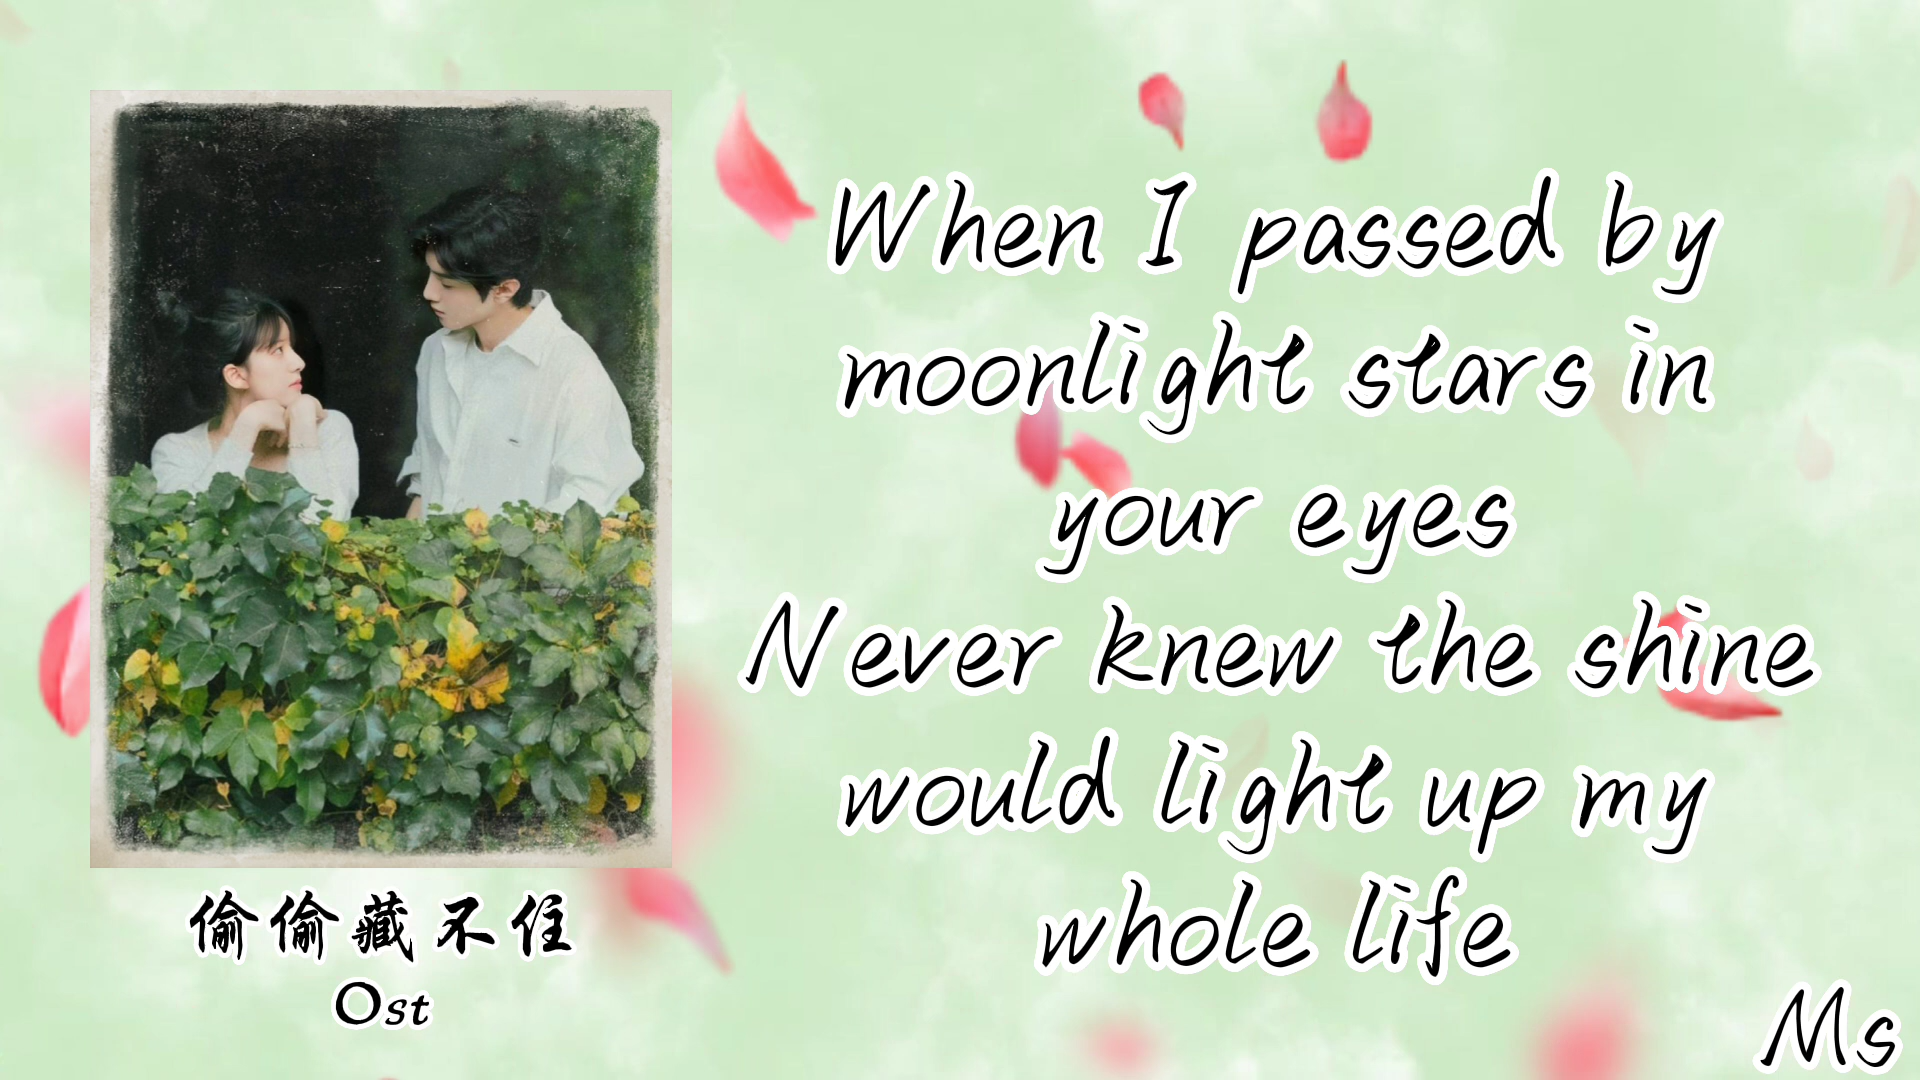 When I passed by
moonlight stars in
your eyes
Never knew the shine
would light up my
whole life
偷偷藏不住
Ost
Ms